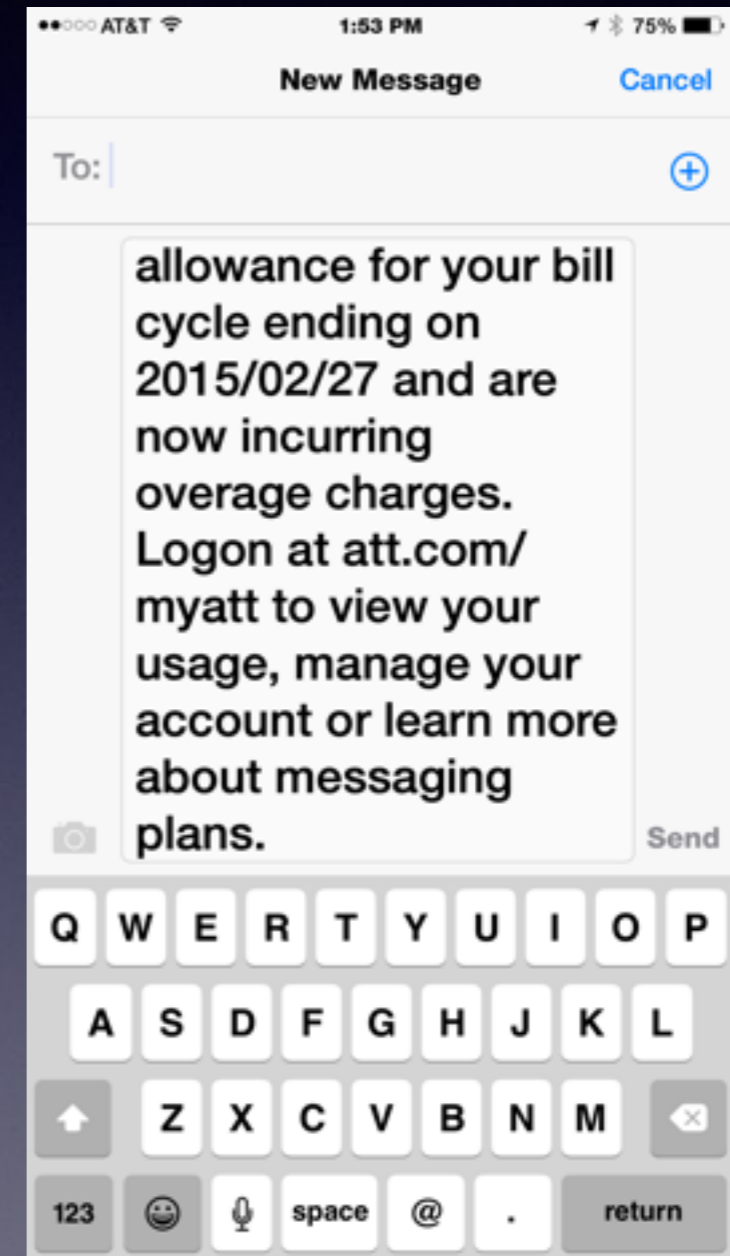 AT&T 1:53 PM 75%
New Message Cancel
To:
allowance for your bill
cycle ending on
2015/02/27 and are
now incurring
overage charges.
Logon at att.com/
myatt to view your
usage, manage your
account or learn more
about messaging
plans.
Send
Q W E R T Y U I O P
A S D F G H J K L
Z X C V B N M
123 space @ . return